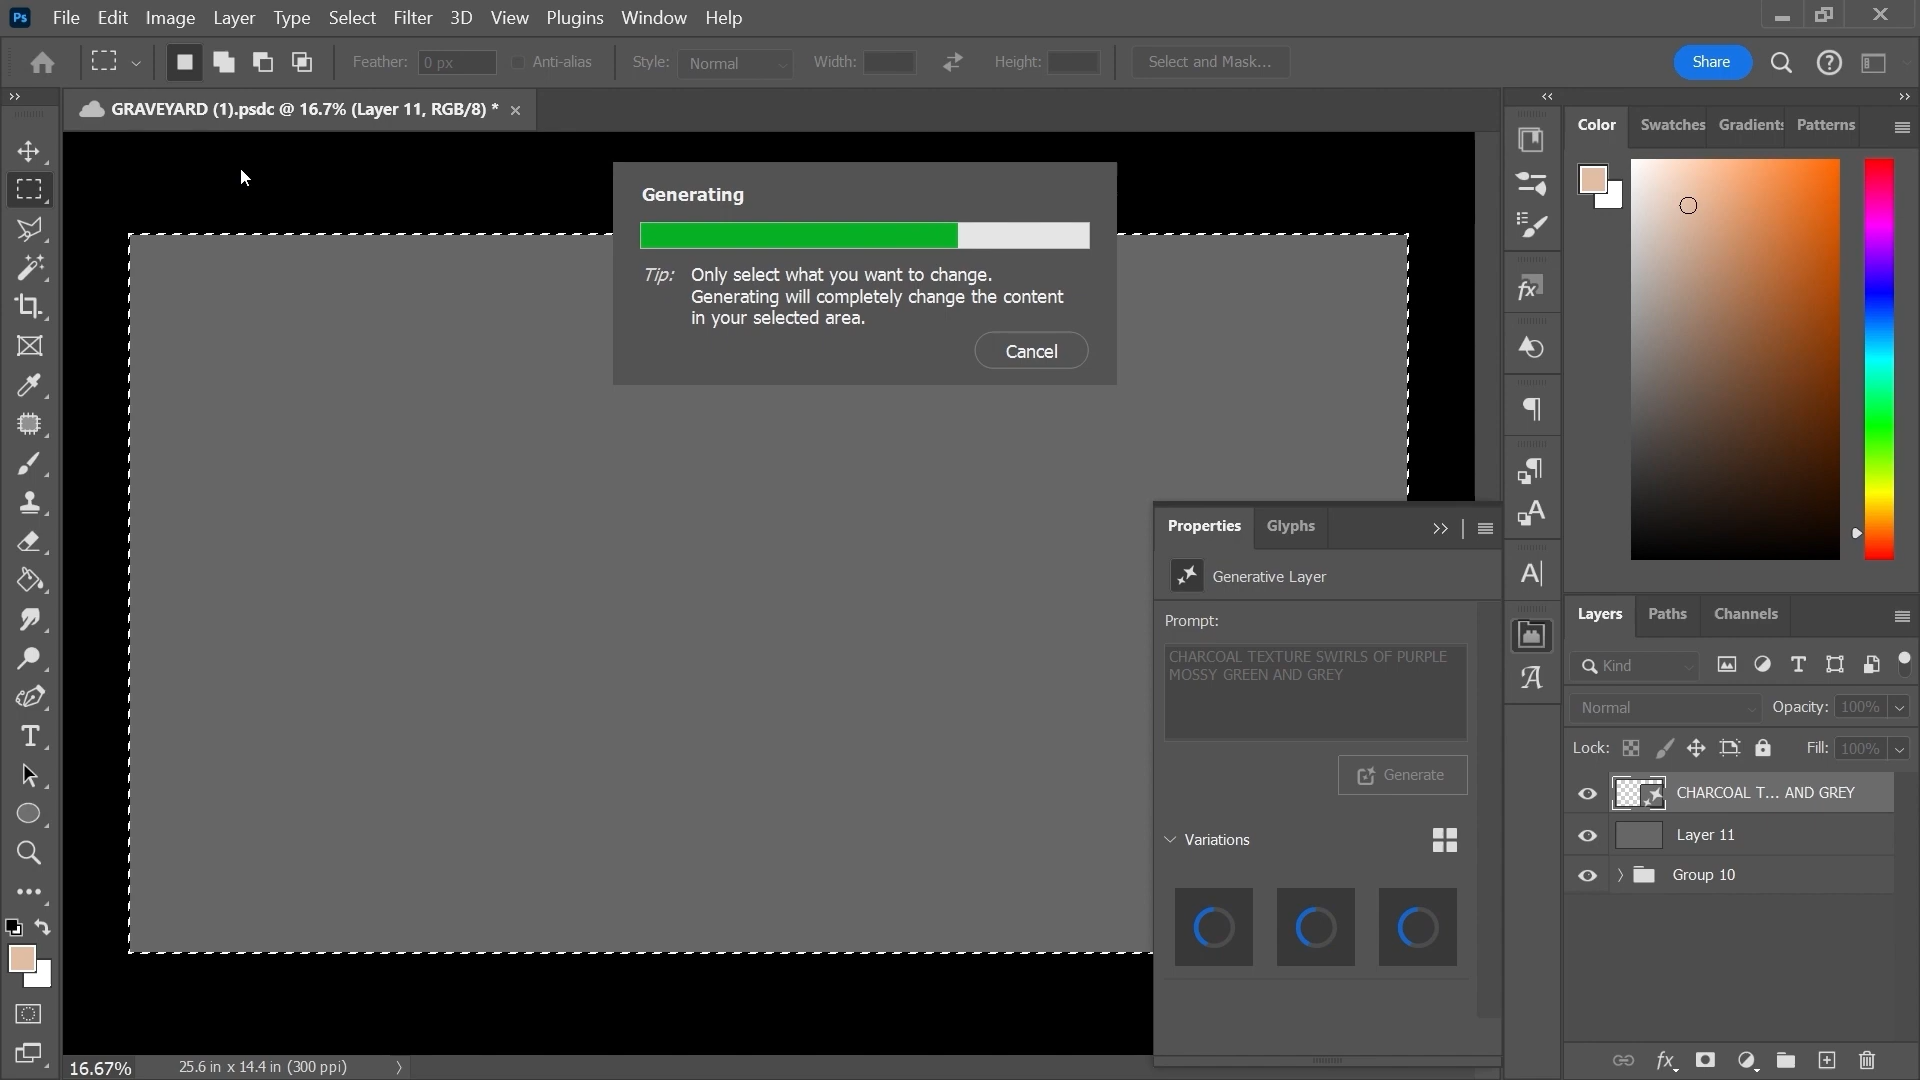 Ps File Edit Image Layer Type Select Filter 3D View Plugins Window Help
Feather: 0 px Anti-alias Style: Normal Width: Height: Select and Mask... Share
GRAVEYARD (1).psdc @ 16.7% (Layer 11, RGB/8) *
Color Swatches Gradients Patterns
Generating
Tip: Only select what you want to change.
Generating will completely change the content
in your selected area.
Cancel
Properties Glyphs
Generative Layer
Prompt:
CHARCOAL TEXTURE SWIRLS OF PURPLE
MOSSY GREEN AND GREY
Generate
Variations
Layers Paths Channels
Kind
Normal Opacity: 100%
Lock: Fill: 100%
CHARCOAL T... AND GREY
Layer 11
Group 10
16.67% 25.6 in x 14.4 in (300 ppi)